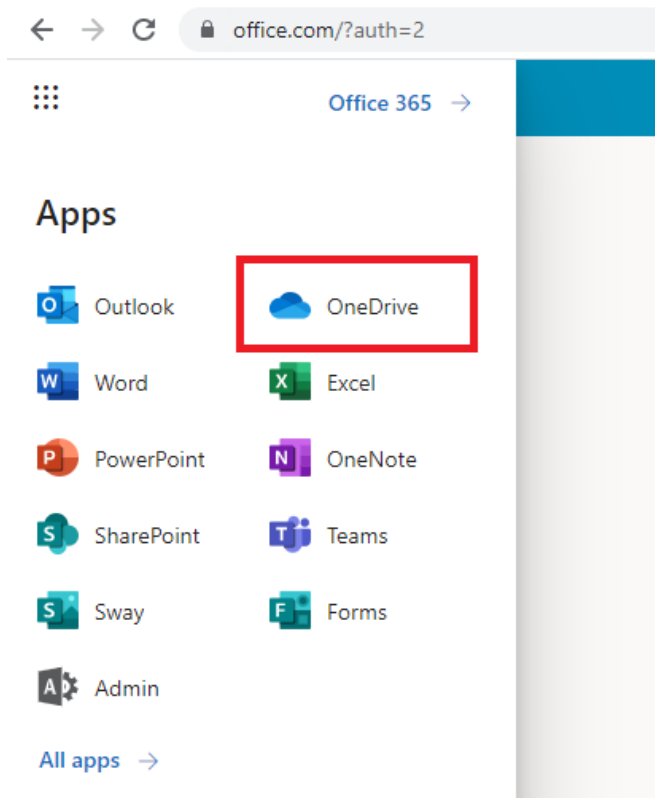 office.com/?auth=2
Office 365
Apps
Outlook OneDrive
Word Excel
PowerPoint OneNote
SharePoint Teams
Sway Forms
Admin
All apps